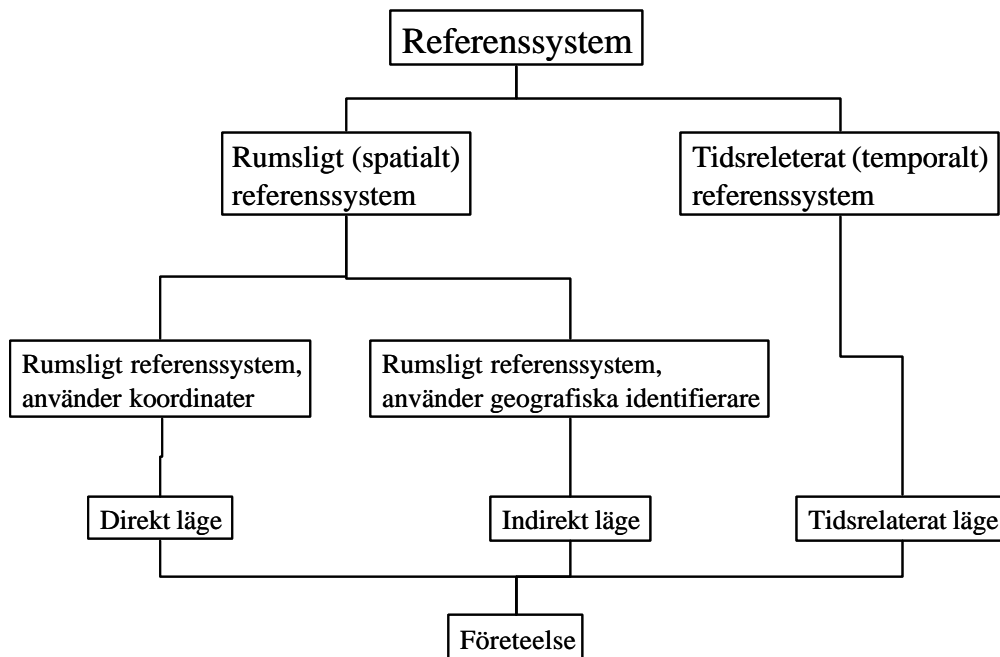 Referenssystem
Rumsligt (spatialt)
referenssystem
Tidsreleterat (temporalt)
referenssystem
Rumsligt referenssystem,
använder koordinater
Rumsligt referenssystem,
använder geografiska identifierare
Direkt läge
Indirekt läge
Tidsrelaterat läge
Företeelse